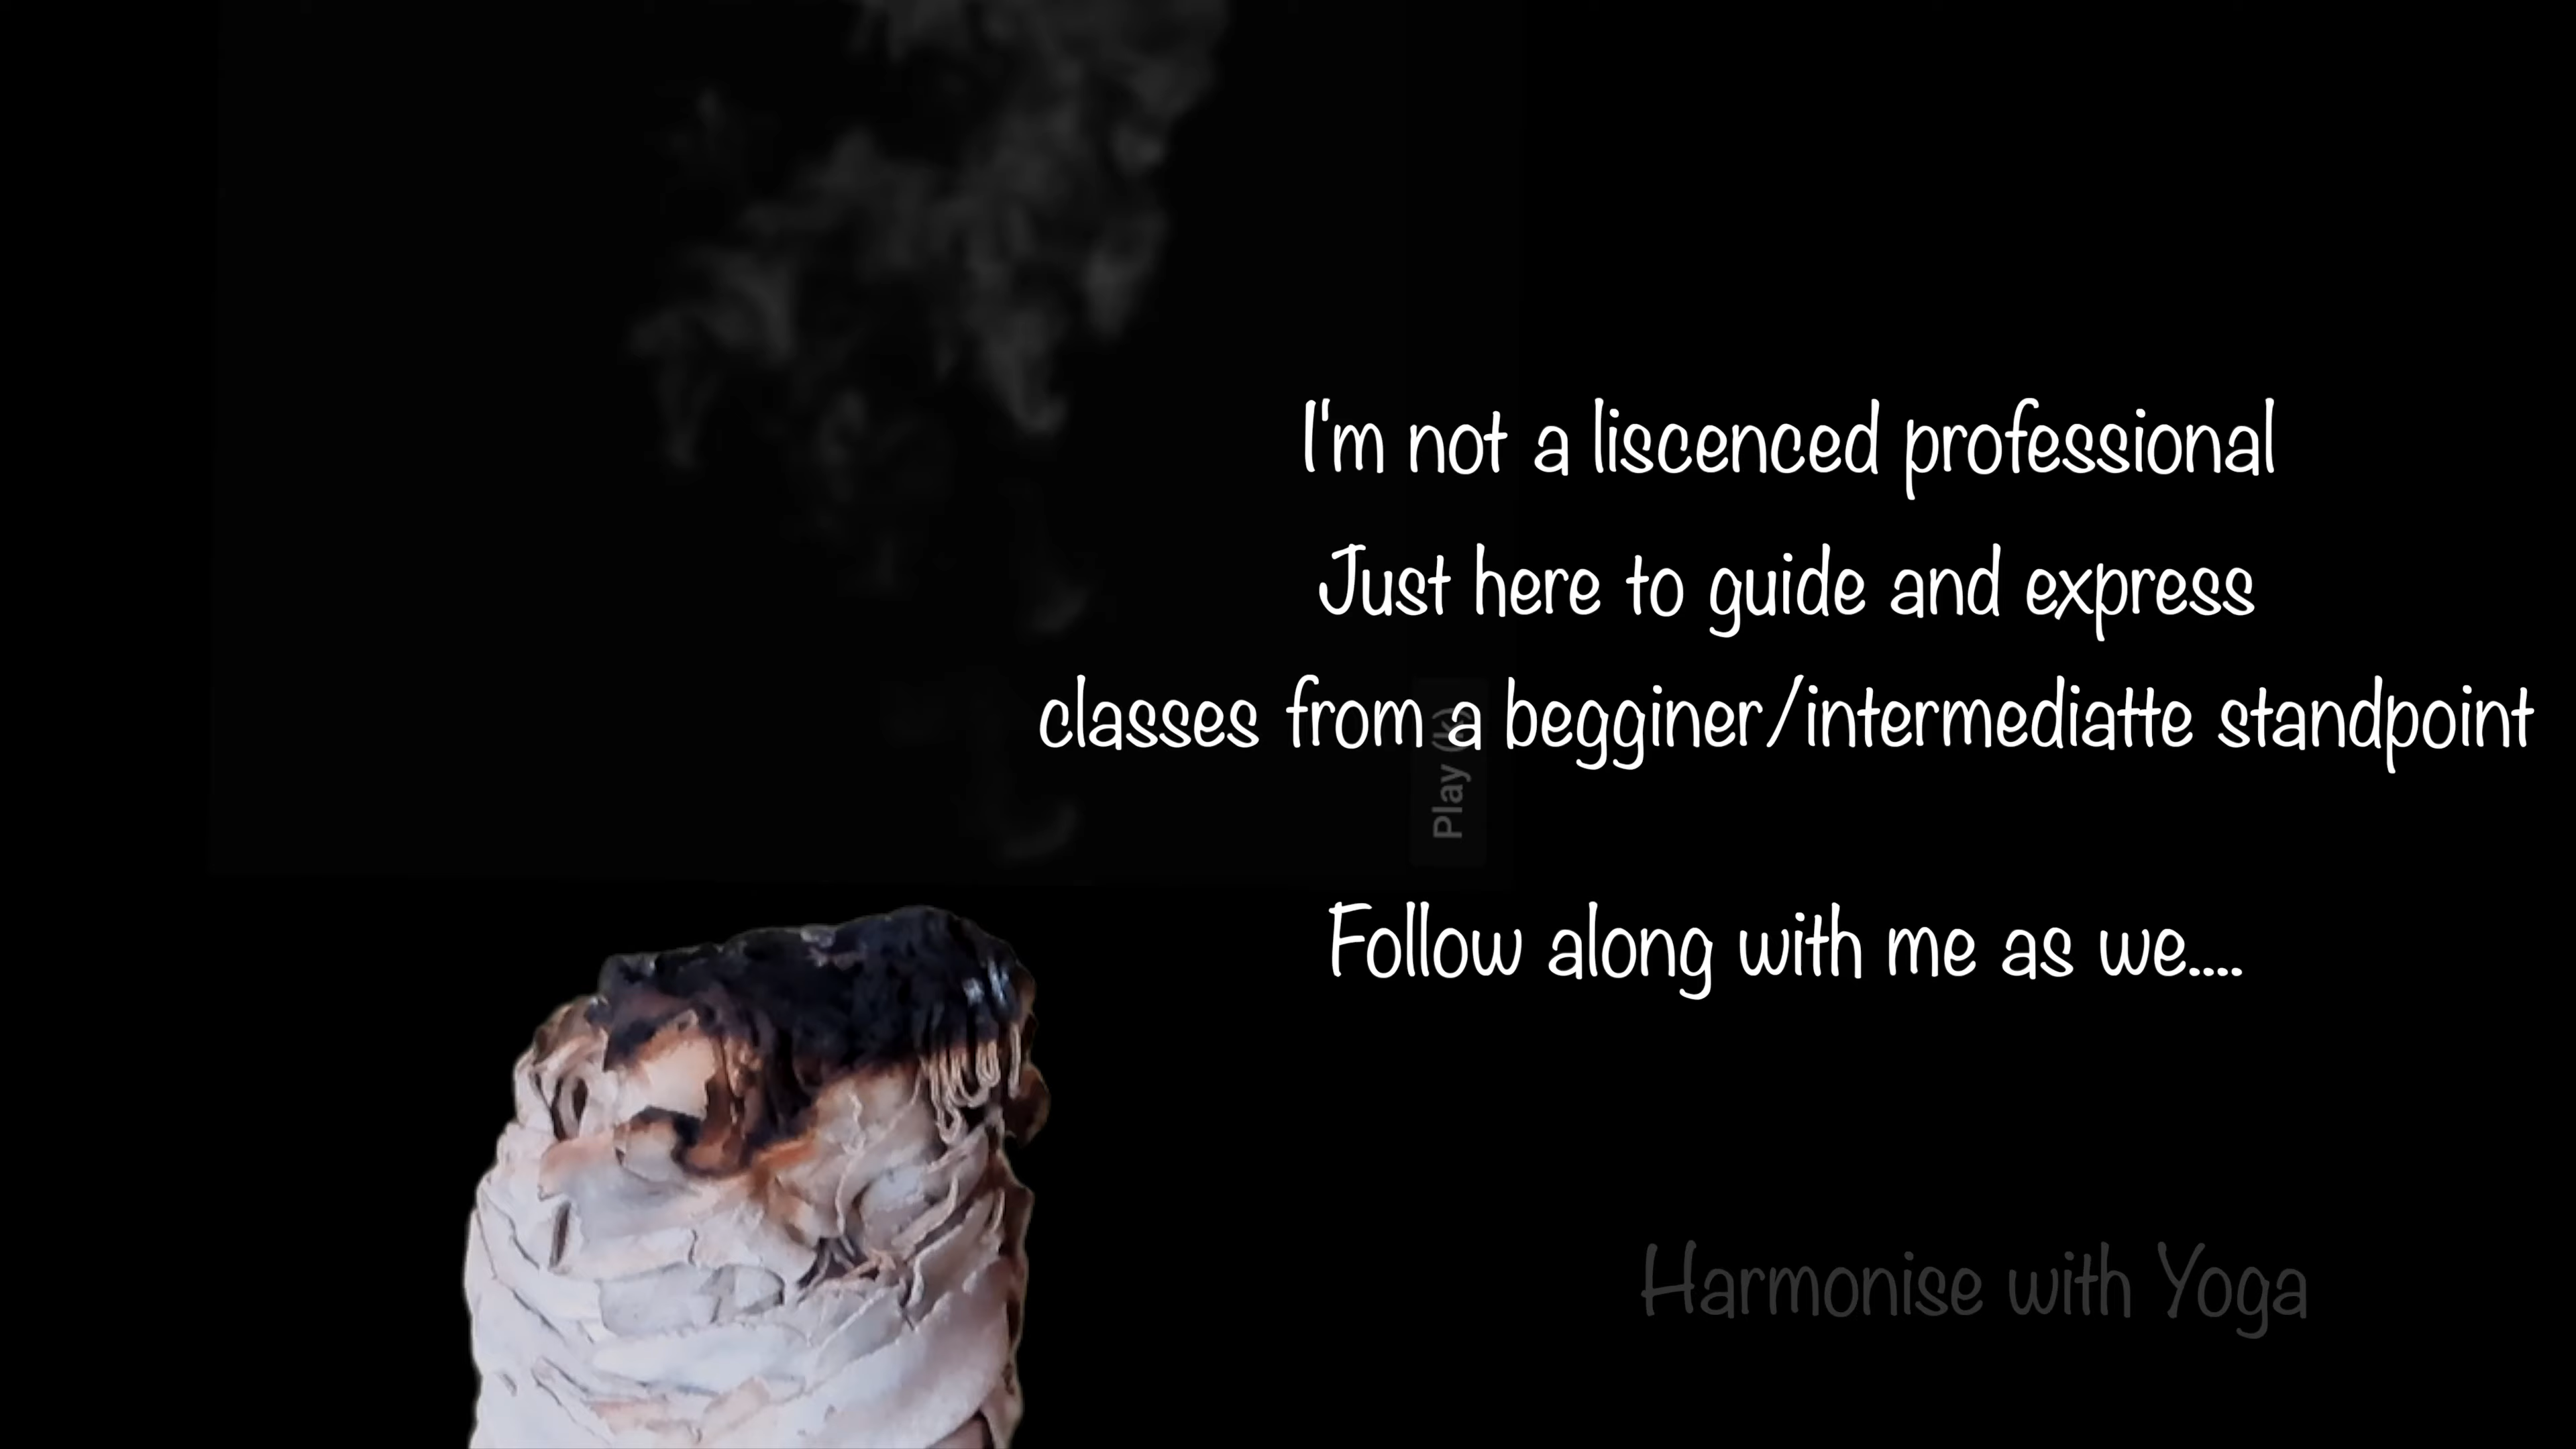 I'm not a liscenced professional
Just here to guide and express
classes from a begginer/intermediatte standpoint
Play (k)
Follow along with me as we....
Harmonise with Yoga